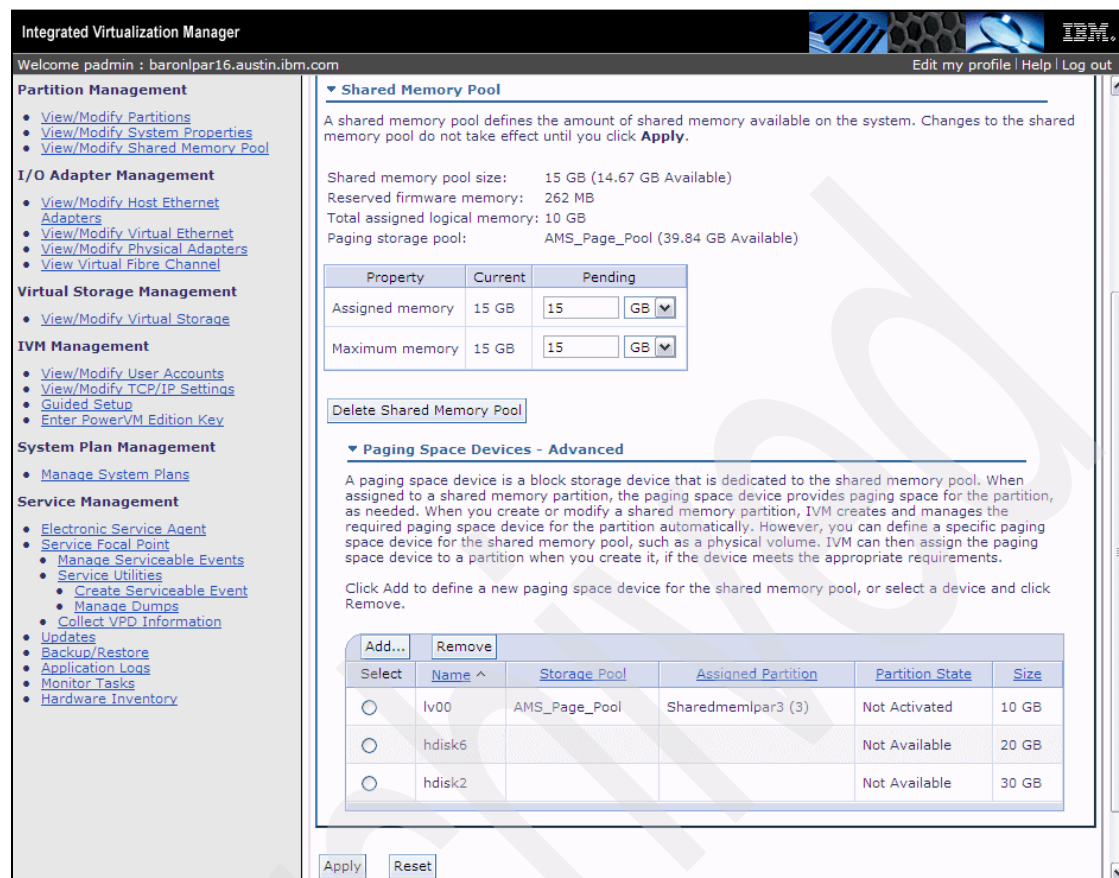 Integrated Virtualization Manager
IBM.
Welcome padmin : baronlpar16.austin.ibm.com
Edit my profile | Help | Log out
Partition Management
View/Modify Partitions
View/Modify System Properties
View/Modify Shared Memory Pool
I/O Adapter Management
View/Modify Host Ethernet
Adapters
View/Modify Virtual Ethernet
View/Modify Physical Adapters
View Virtual Fibre Channel
Virtual Storage Management
View/Modify Virtual Storage
IVM Management
View/Modify User Accounts
View/Modify TCP/IP Settings
Guided Setup
Enter PowerVM Edition Key
System Plan Management
Manage System Plans
Service Management
Electronic Service Agent
Service Focal Point
Manage Serviceable Events
Service Utilities
Create Serviceable Event
Manage Dumps
Collect VPD Information
Updates
Backup/Restore
Application Logs
Monitor Tasks
Hardware Inventory
Shared Memory Pool
A shared memory pool defines the amount of shared memory available on the system. Changes to the shared
memory pool do not take effect until you click Apply.
Shared memory pool size: 15 GB (14.67 GB Available)
Reserved firmware memory: 262 MB
Total assigned logical memory: 10 GB
Paging storage pool: AMS_Page_Pool (39.84 GB Available)
Property Current Pending
Assigned memory 15 GB 15 GB
Maximum memory 15 GB 15 GB
Delete Shared Memory Pool
Paging Space Devices - Advanced
A paging space device is a block storage device that is dedicated to the shared memory pool. When
assigned to a shared memory partition, the paging space device provides paging space for the partition,
as needed. When you create or modify a shared memory partition, IVM creates and manages the
required paging space device for the partition automatically. However, you can define a specific paging
space device for the shared memory pool, such as a physical volume. IVM can then assign the paging
space device to a partition when you create it, if the device meets the appropriate requirements.
Click Add to define a new paging space device for the shared memory pool, or select a device and click
Remove.
Add... Remove
Select Name ^ Storage Pool Assigned Partition Partition State Size
lv00 AMS_Page_Pool Sharedmemlpar3 (3) Not Activated 10 GB
hdisk6 Not Available 20 GB
hdisk2 Not Available 30 GB
Apply Reset